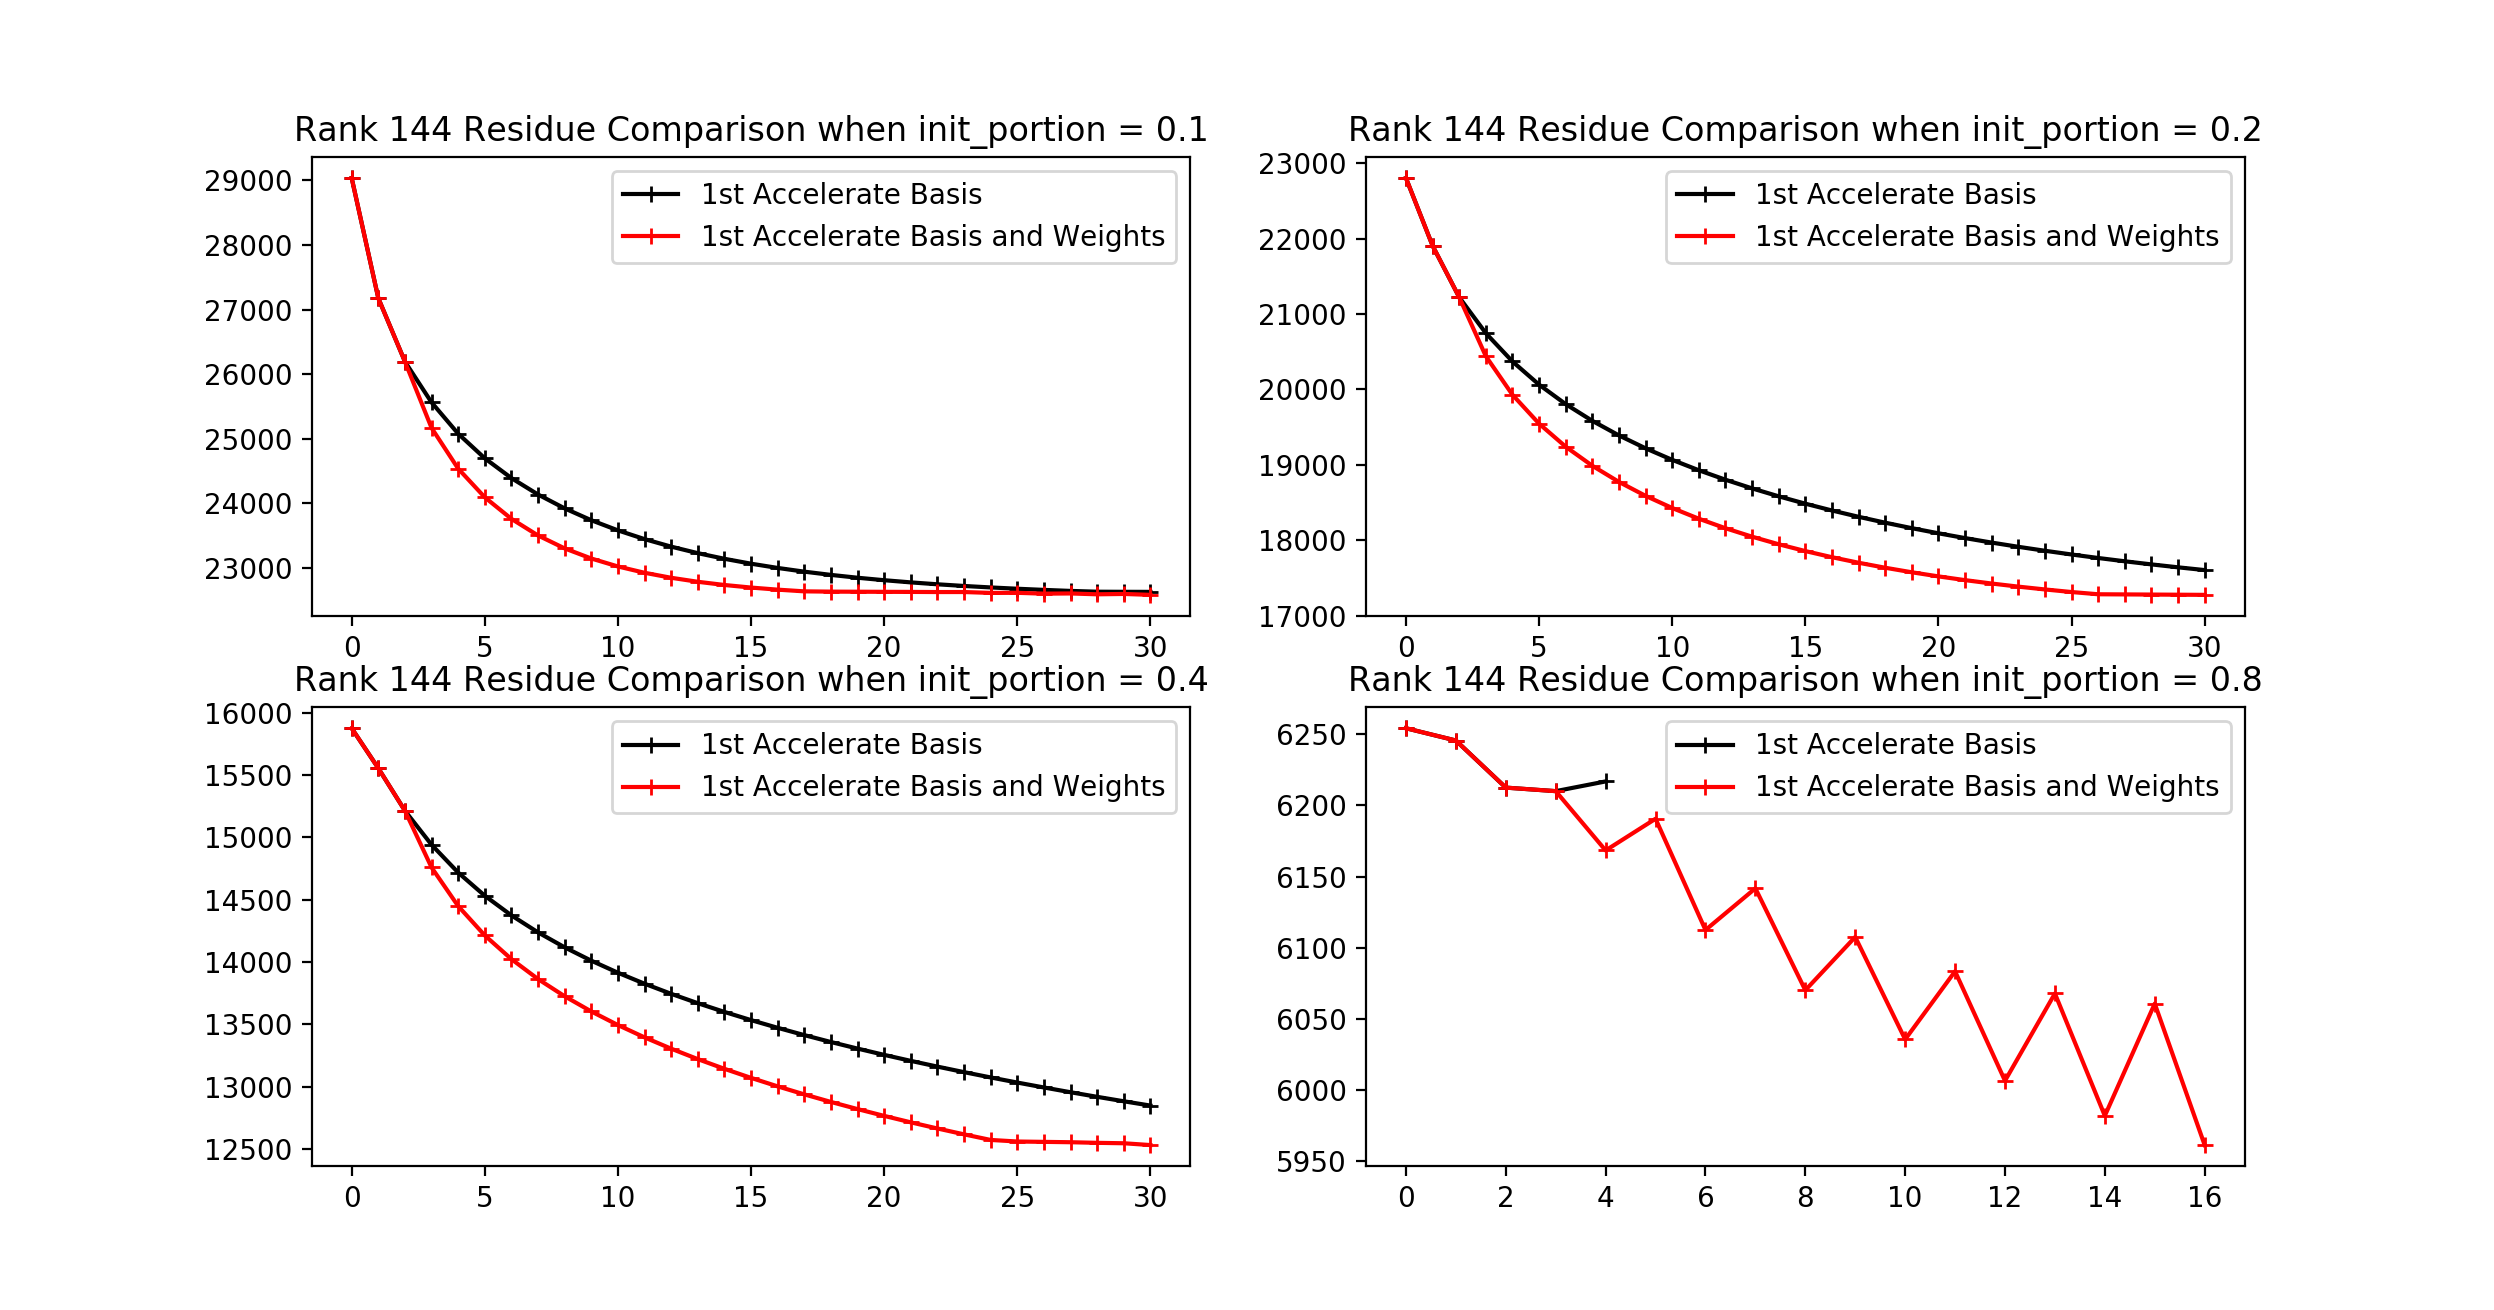 Rank 144 Residue Comparison when init_portion = 0.1
29000
28000
27000
26000
25000
24000
23000
1st Accelerate Basis
1st Accelerate Basis and Weights
0 5 10 15 20 25 30
Rank 144 Residue Comparison when init_portion = 0.2
23000
22000
21000
20000
19000
18000
17000
1st Accelerate Basis
1st Accelerate Basis and Weights
0 5 10 15 20 25 30
Rank 144 Residue Comparison when init_portion = 0.4
16000
15500
15000
14500
14000
13500
13000
12500
1st Accelerate Basis
1st Accelerate Basis and Weights
0 5 10 15 20 25 30
Rank 144 Residue Comparison when init_portion = 0.8
6250
6200
6150
6100
6050
6000
5950
1st Accelerate Basis
1st Accelerate Basis and Weights
0 2 4 6 8 10 12 14 16